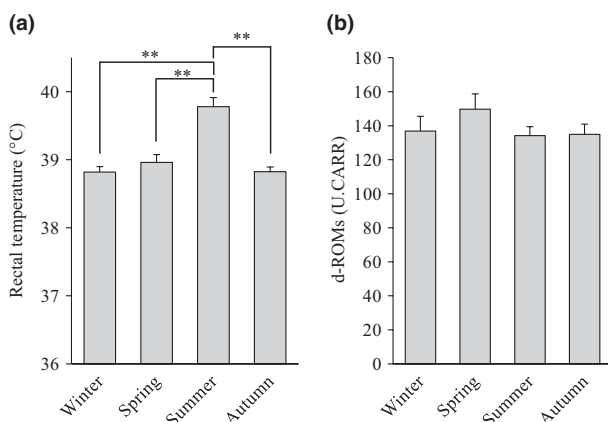 (a)
**
**
**
Rectal temperature (°C)
40
39
38
37
36
Winter
Spring
Summer
Autumn
(b)
d-ROMs (U.CARR)
180
160
140
120
100
80
60
40
20
0
Winter
Spring
Summer
Autumn